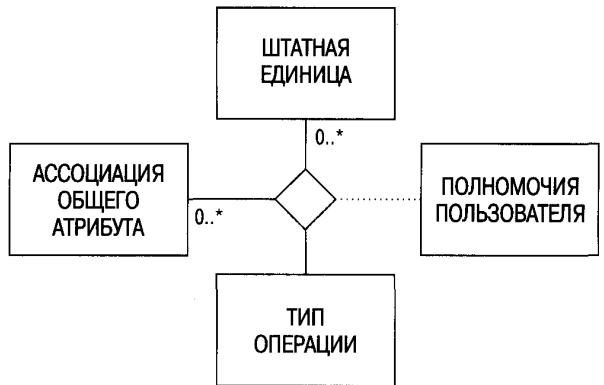 ШТАТНАЯ
ЕДИНИЦА
0..*
АССОЦИАЦИЯ
ОБЩЕГО
АТРИБУТА
0..*
ПОЛНОМОЧИЯ
ПОЛЬЗОВАТЕЛЯ
ТИП
ОПЕРАЦИИ